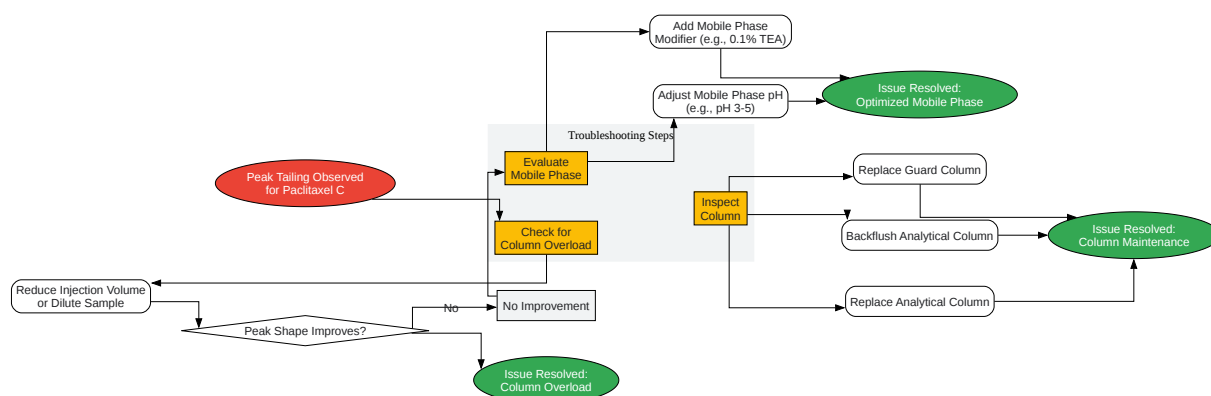 Add Mobile Phase
Modifier (e.g., 0.1% TEA)
Issue Resolved:
Optimized Mobile Phase
Adjust Mobile Phase pH
(e.g., pH 3-5)
Troubleshooting Steps
Evaluate
Mobile Phase
Peak Tailing Observed
for Paclitaxel C
Replace Guard Column
Inspect
Column
Check for
Column Overload
Backflush Analytical Column
Issue Resolved:
Column Maintenance
Reduce Injection Volume
or Dilute Sample
No
No Improvement
Replace Analytical Column
Peak Shape Improves?
Issue Resolved:
Column Overload